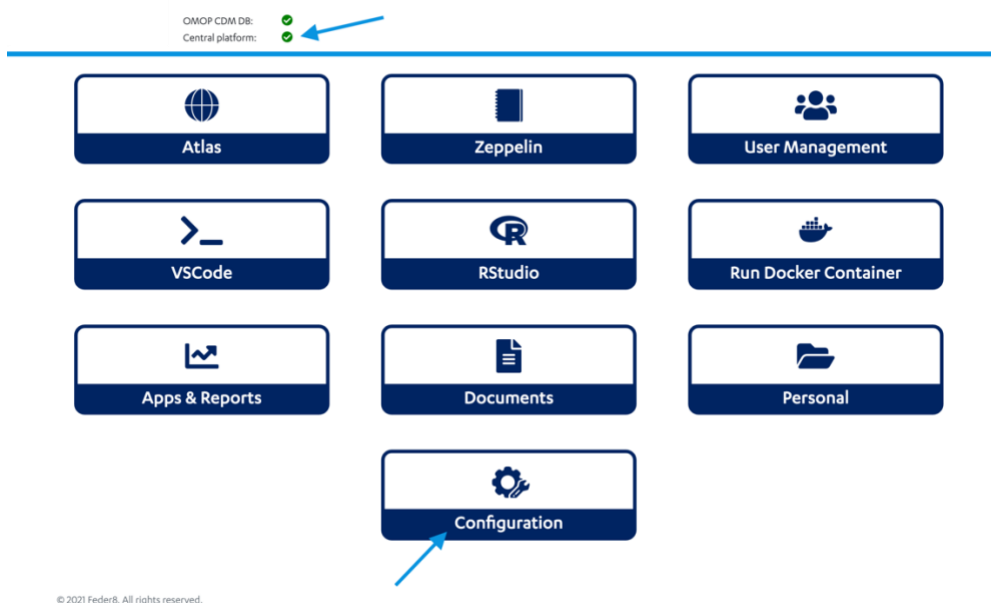 OMOP CDM DB:
Central platform:
Atlas
Zeppelin
User Management
VSCode
RStudio
Run Docker Container
Apps & Reports
Documents
Personal
Configuration
© 2021 Feder8. All rights reserved.